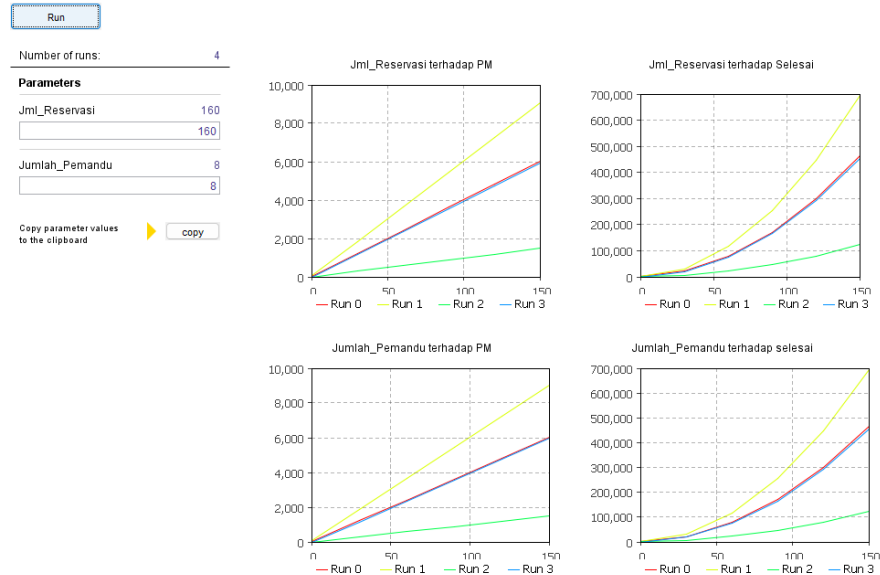 Run
Number of runs: 4
Parameters
Jml_Reservasi 160
160
Jumlah_Pemandu 8
8
Copy parameter values
to the clipboard
copy
Jml_Reservasi terhadap PM
10,000
8,000
6,000
4,000
2,000
0
0 50 100 150
Run 0 Run 1 Run 2 Run 3
Jml_Reservasi terhadap Selesai
700,000
600,000
500,000
400,000
300,000
200,000
100,000
0
0 50 100 150
Run 0 Run 1 Run 2 Run 3
Jumlah_Pemandu terhadap PM
10,000
8,000
6,000
4,000
2,000
0
0 50 100 150
Run 0 Run 1 Run 2 Run 3
Jumlah_Pemandu terhadap selesai
700,000
600,000
500,000
400,000
300,000
200,000
100,000
0
0 50 100 150
Run 0 Run 1 Run 2 Run 3